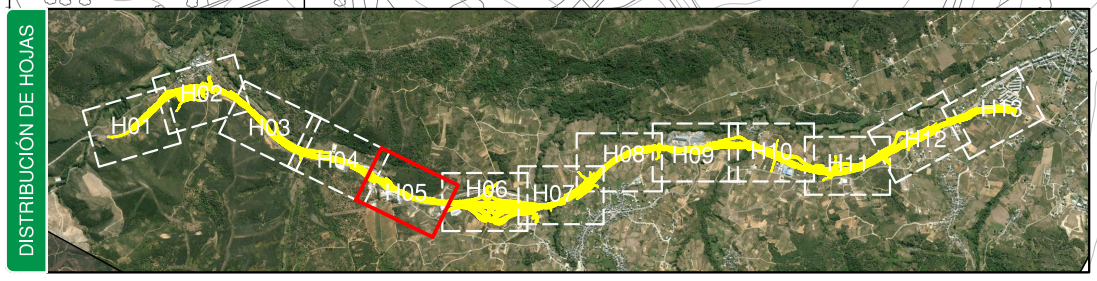 DISTRIBUCIÓN DE HOJAS
H01
H02
H03
H04
H05
H06
H07
H08
H09
H10
H11
H12
H13